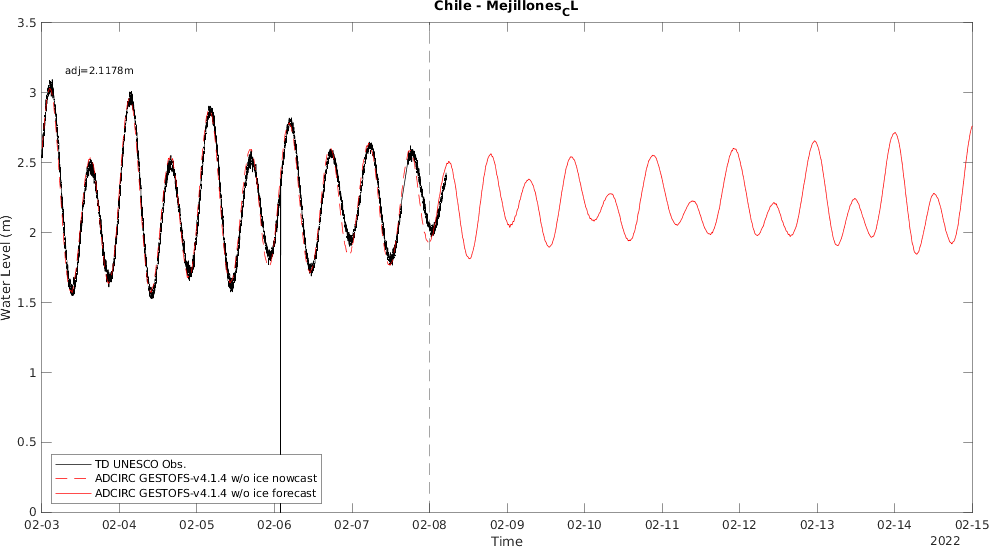 Chile - Mejillones_CL
adj=2.1178m
3.5
3
2.5
2
1.5
1
0.5
0
Water Level (m)
TD UNESCO Obs.
ADCIRC GESTOFS-v4.1.4 w/o ice nowcast
ADCIRC GESTOFS-v4.1.4 w/o ice forecast
02-03 02-04 02-05 02-06 02-07 02-08 02-09 02-10 02-11 02-12 02-13 02-14 02-15
Time
2022